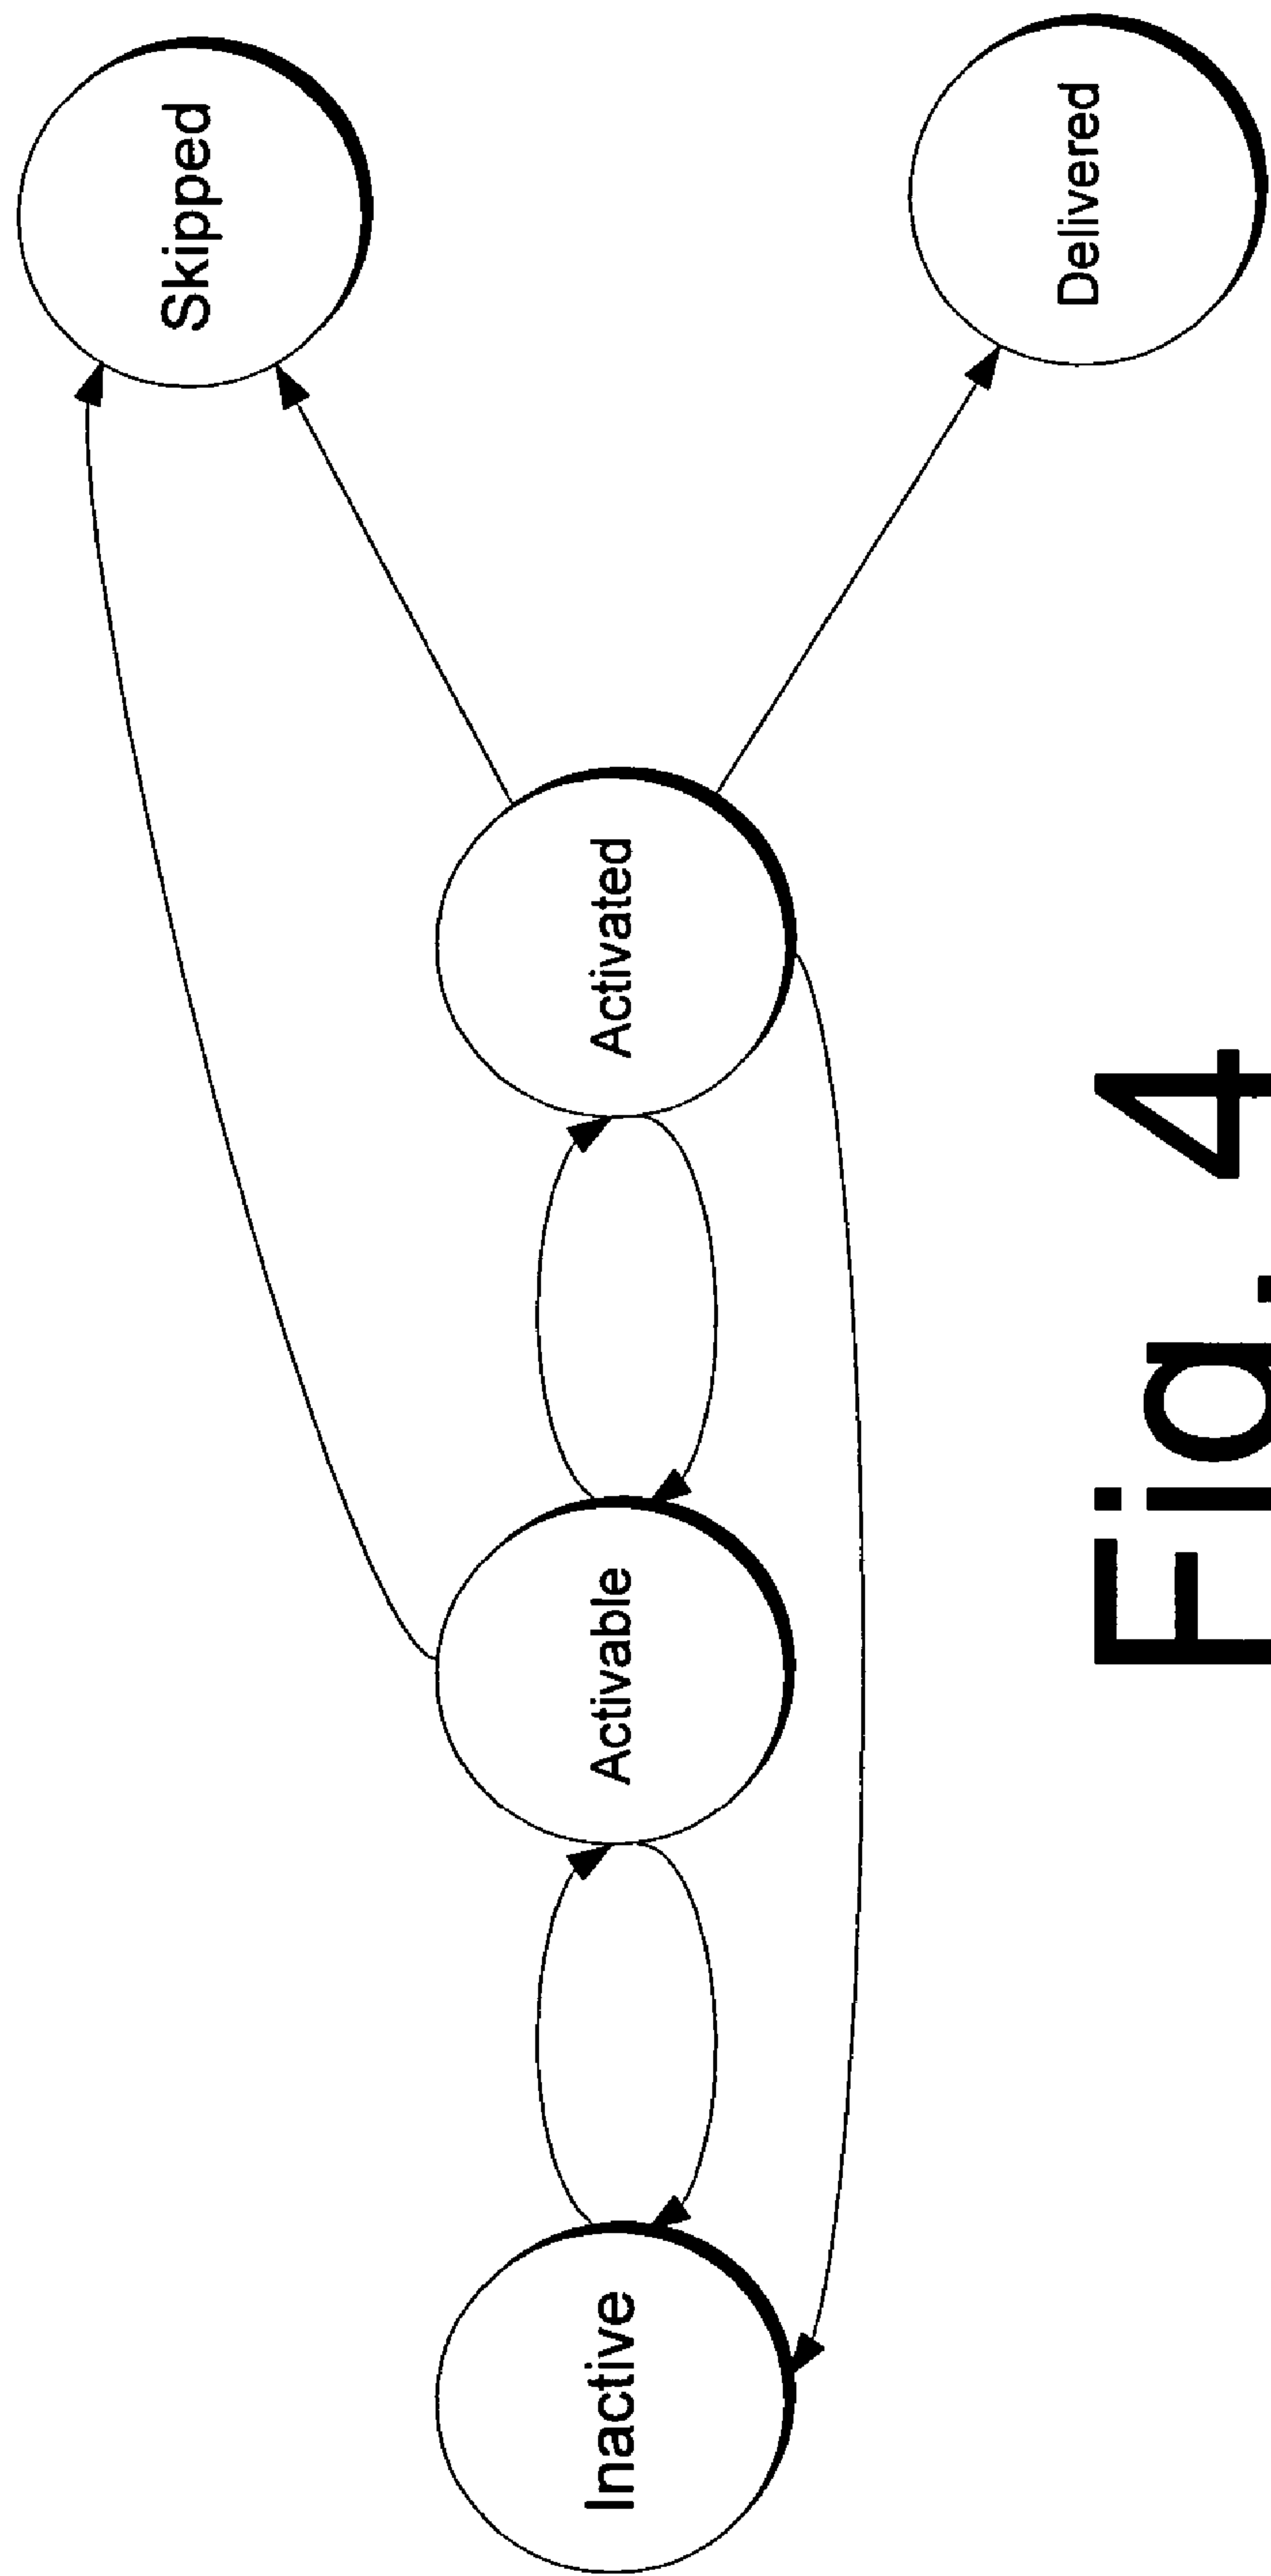 Skipped
Delivered
Activated
Activable
Inactive
Fig. 4